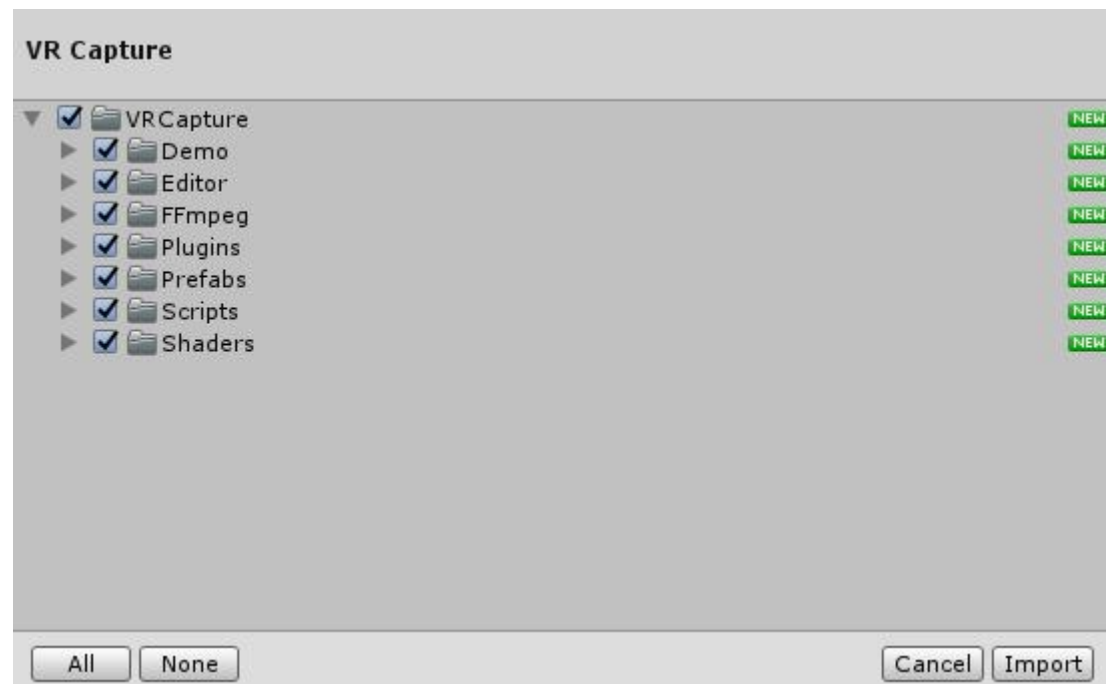 VR Capture
VRCapture NEW
Demo NEW
Editor NEW
FFmpeg NEW
Plugins NEW
Prefabs NEW
Scripts NEW
Shaders NEW
All None Cancel Import